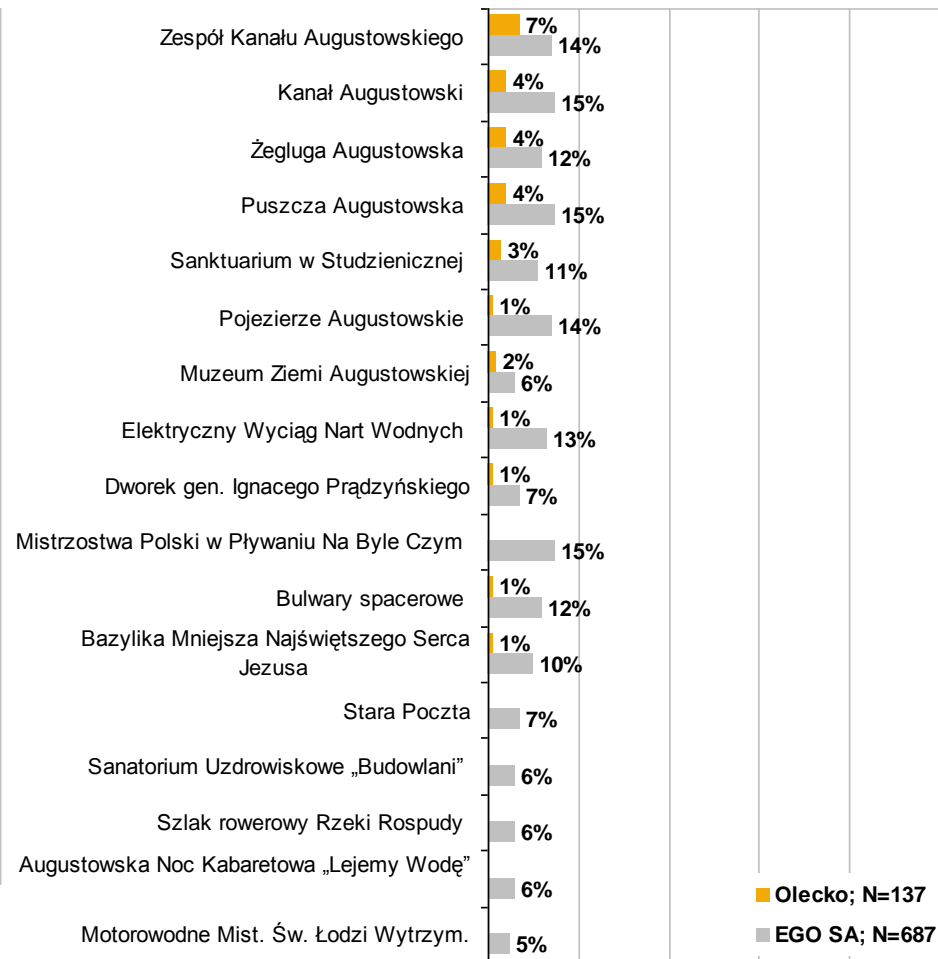 Zespół Kanału Augustowskiego
7%
14%
Kanał Augustowski
4%
15%
Żegluga Augustowska
4%
12%
Puszcza Augustowska
4%
15%
Sanktuarium w Studzienicznej
3%
11%
Pojezierze Augustowskie
1%
14%
Muzeum Ziemi Augustowskiej
2%
6%
Elektryczny Wyciąg Nart Wodnych
1%
13%
Dworek gen. Ignacego Prądzyńskiego
1%
7%
Mistrzostwa Polski w Pływaniu Na Byle Czym
15%
Bulwary spacerowe
1%
12%
Bazylika Mniejsza Najświętszego Serca
Jezusa
1%
10%
Stara Poczta
7%
Sanatorium Uzdrowiskowe „Budowlani”
6%
Szlak rowerowy Rzeki Rospudy
6%
Augustowska Noc Kabaretowa „Lejemy Wodę”
6%
Motorowodne Mist. Św. Łodzi Wytrzym.
5%
Olecko; N=137
EGO SA; N=687